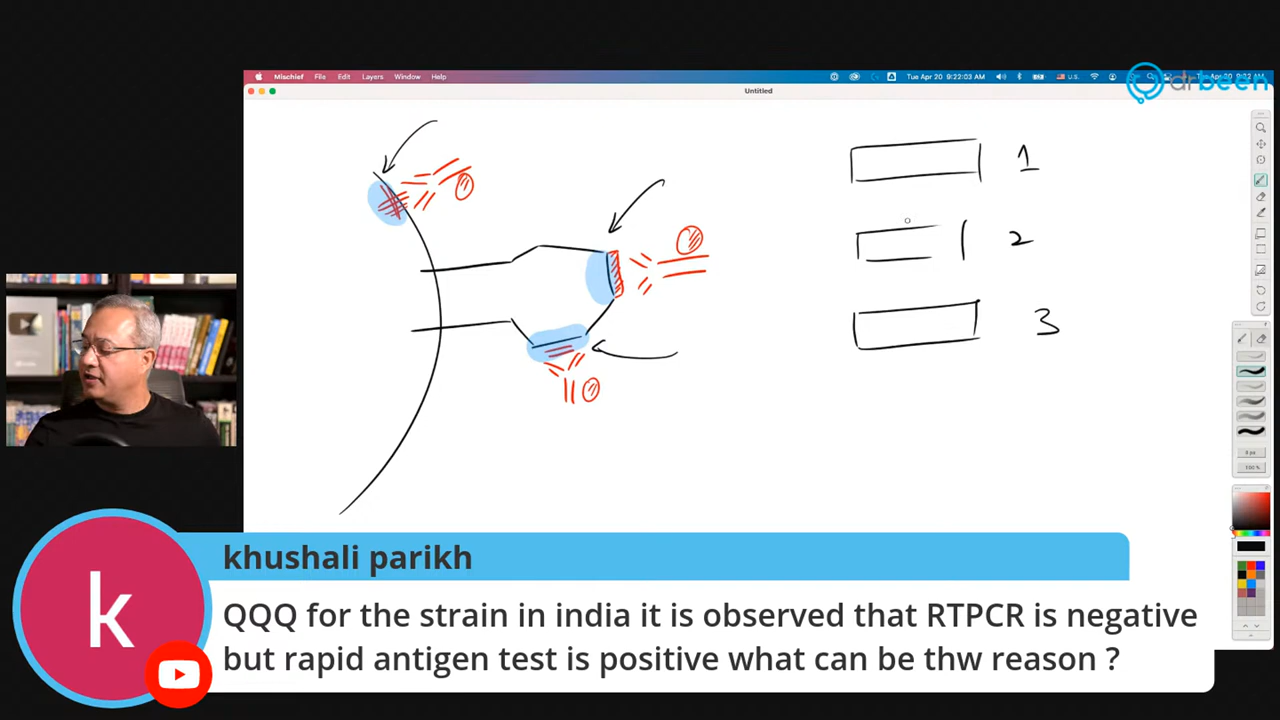 Mischief File Edit Layers Window Help
U.S.
Tue Apr 20 9:22:03 AM
drbeen
Untitled
1
2
3
khushali parikh
k
QQQ for the strain in india it is observed that RTPCR is negative
but rapid antigen test is positive what can be thw reason ?